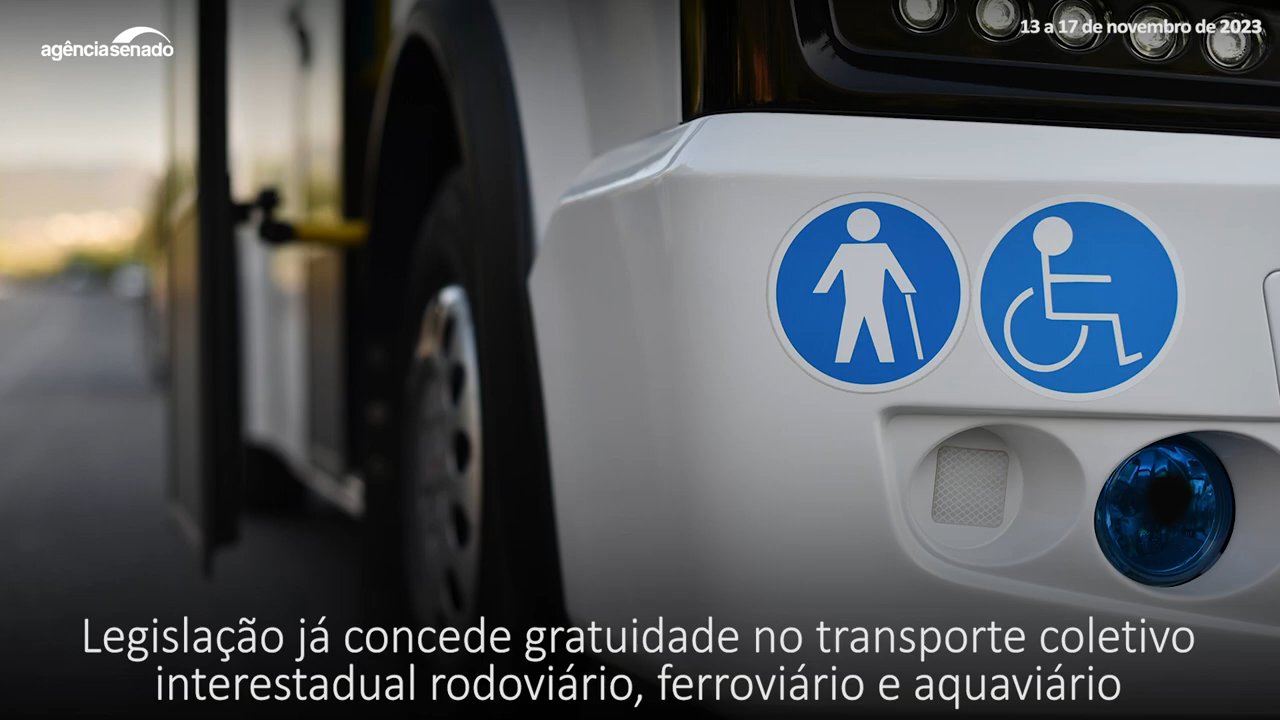 agênciasenado
13 a 17 de novembro de 2023
Legislação já concede gratuidade no transporte coletivo
interestadual rodoviário, ferroviário e aquaviário